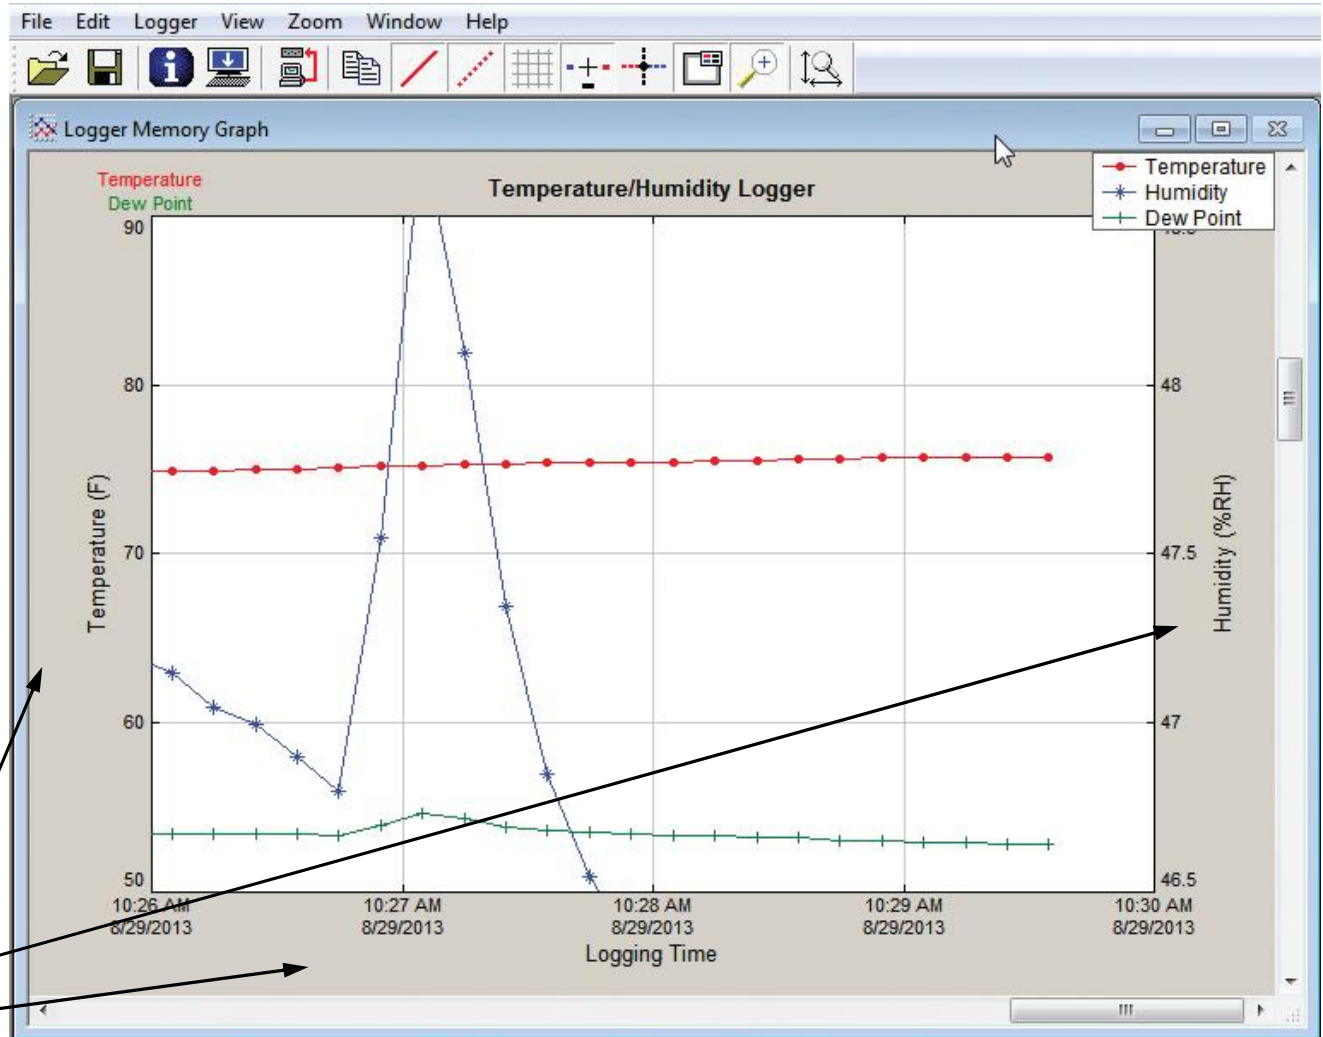 File Edit Logger View Zoom Window Help
Logger Memory Graph
Temperature
Dew Point
Temperature/Humidity Logger
Temperature
Humidity
Dew Point
90
80
70
60
50
Temperature (F)
48
47.5
47
46.5
Humidity (%RH)
10:26 AM 10:27 AM 10:28 AM 10:29 AM 10:30 AM
8/29/2013 8/29/2013 8/29/2013 8/29/2013 8/29/2013
Logging Time